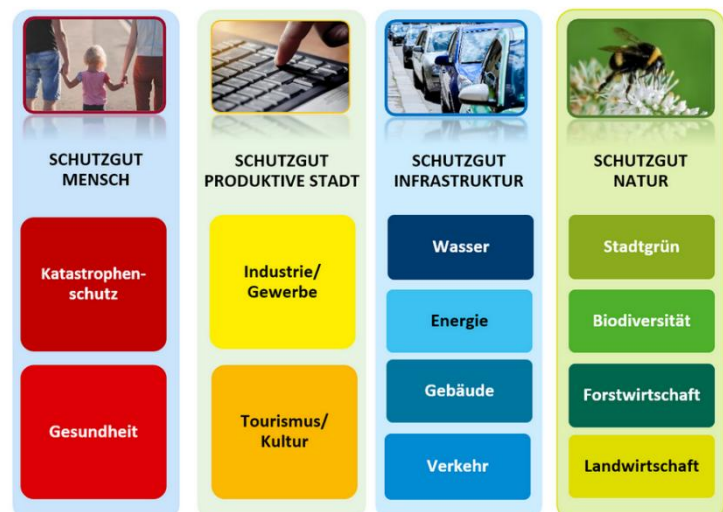 SCHUTZGUT
MENSCH
Katastrophen-
schutz
Gesundheit
SCHUTZGUT
PRODUKTIVE STADT
Industrie/
Gewerbe
Tourismus/
Kultur
SCHUTZGUT
INFRASTRUKTUR
Wasser
Energie
Gebäude
Verkehr
SCHUTZGUT
NATUR
Stadtgrün
Biodiversität
Forstwirtschaft
Landwirtschaft